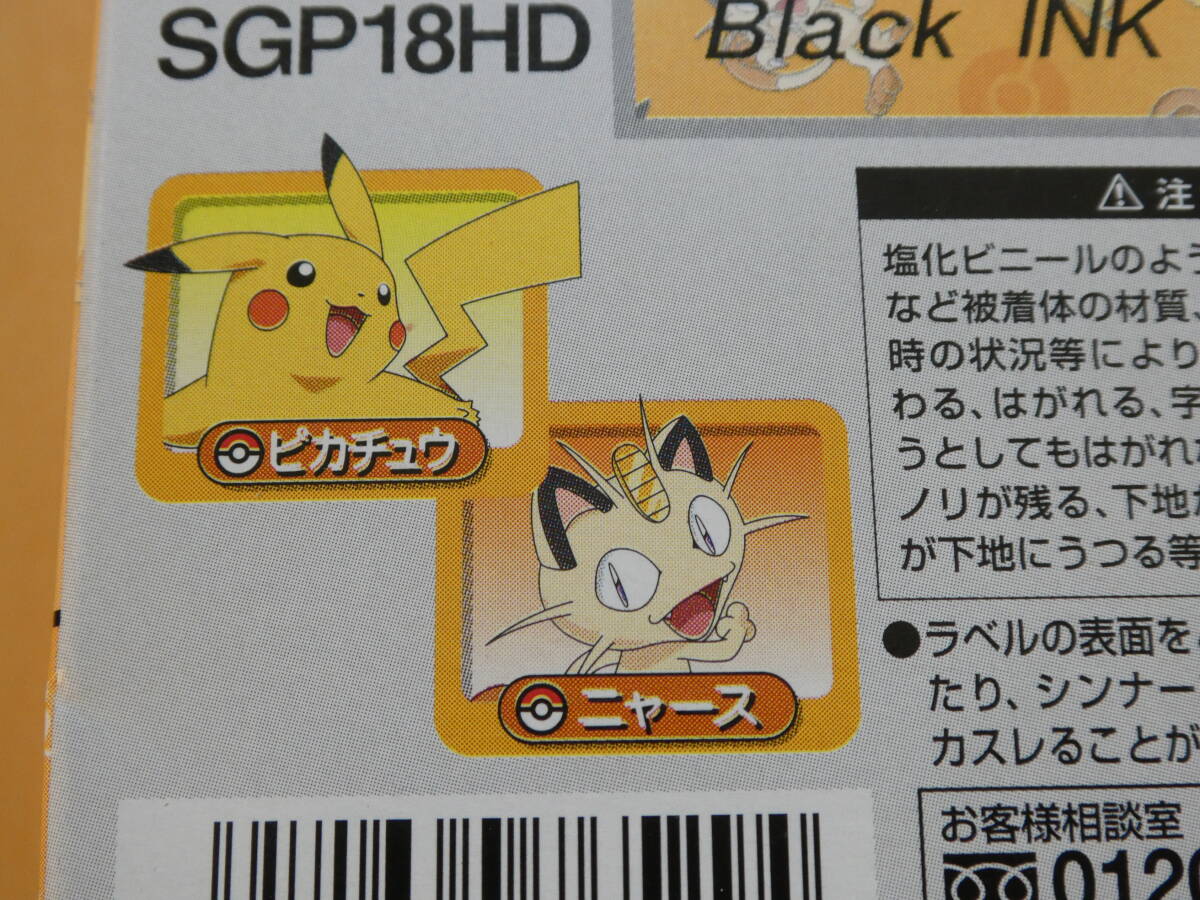 SGP18HD
Black INK
ピカチュウ
ニャース
⚠注
塩化ビニールのよう
など被着体の材質、
時の状況等により
わる、はがれる、字
うとしてもはがれ
ノリが残る、下地
が下地にうつる等
●ラベルの表面を
たり、シンナー
カスレることが
お客様相談室
0120